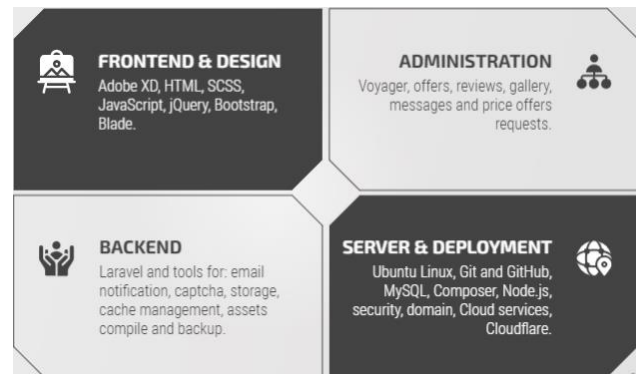 FRONTEND & DESIGN
Adobe XD, HTML, SCSS,
JavaScript, jQuery, Bootstrap,
Blade.
ADMINISTRATION
Voyager, offers, reviews, gallery,
messages and price offers
requests.
BACKEND
Laravel and tools for: email
notification, captcha, storage,
cache management, assets
compile and backup.
SERVER & DEPLOYMENT
Ubuntu Linux, Git and GitHub,
MySQL, Composer, Node.js,
security, domain, Cloud services,
Cloudflare.